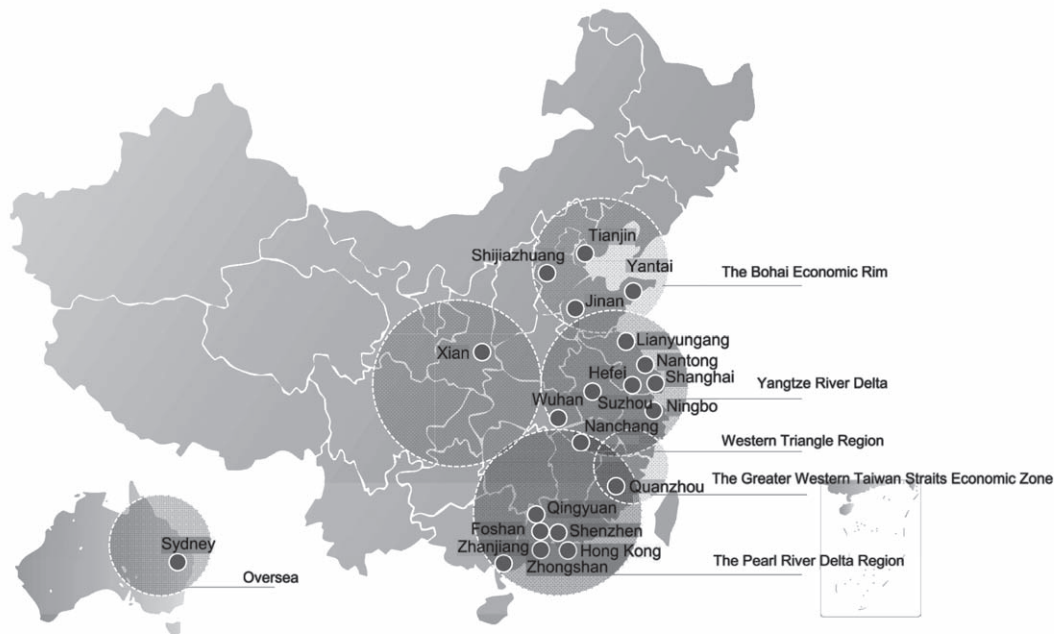 Tianjin
Shijiazhuang
Yantai
The Bohai Economic Rim
Jinan
Lianyungang
Xian
Nantong
Hefei
Shanghai
Yangtze River Delta
Suzhou
Wuhan
Ningbo
Nanchang
Western Triangle Region
The Greater Western Taiwan Straits Economic Zone
Quanzhou
Qingyuan
Foshan
Shenzhen
Sydney
Zhanjiang
Hong Kong
The Pearl River Delta Region
Zhongshan
Oversea